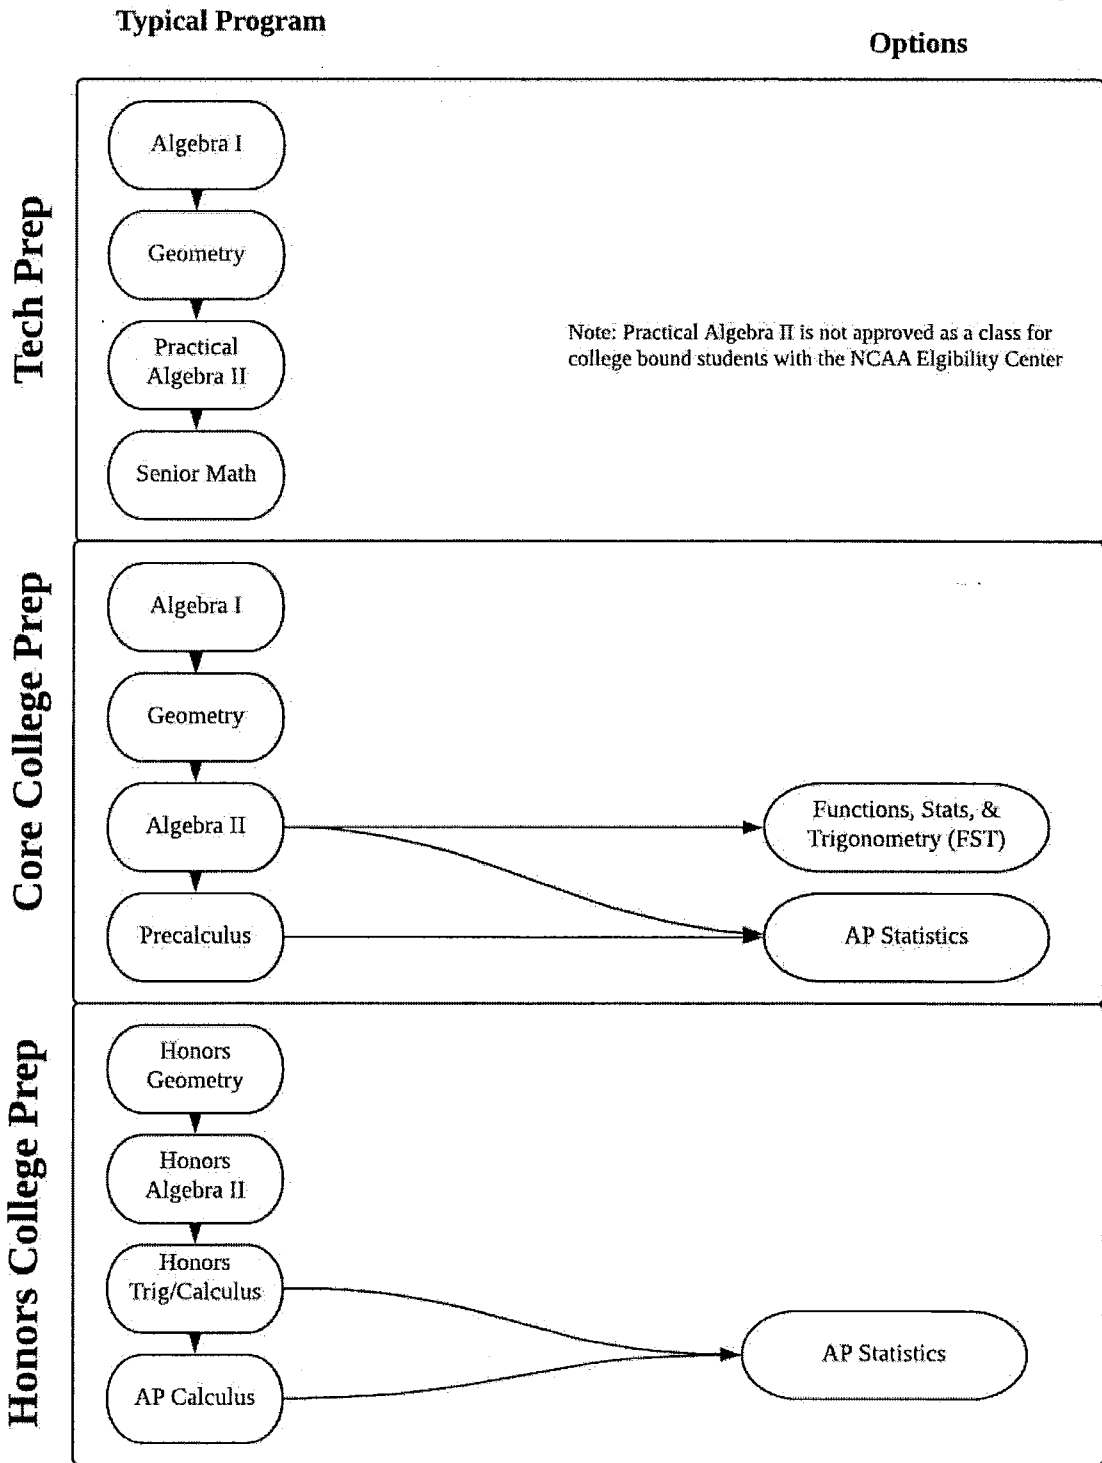 Typical Program
Options
Tech Prep
Algebra I
Geometry
Practical
Algebra II
Senior Math
Note: Practical Algebra II is not approved as a class for
college bound students with the NCAA Elgibility Center
Core College Prep
Algebra I
Geometry
Algebra II
Precalculus
Functions, Stats, &
Trigonometry (FST)
AP Statistics
Honors College Prep
Honors
Geometry
Honors
Algebra II
Honors
Trig/Calculus
AP Calculus
AP Statistics